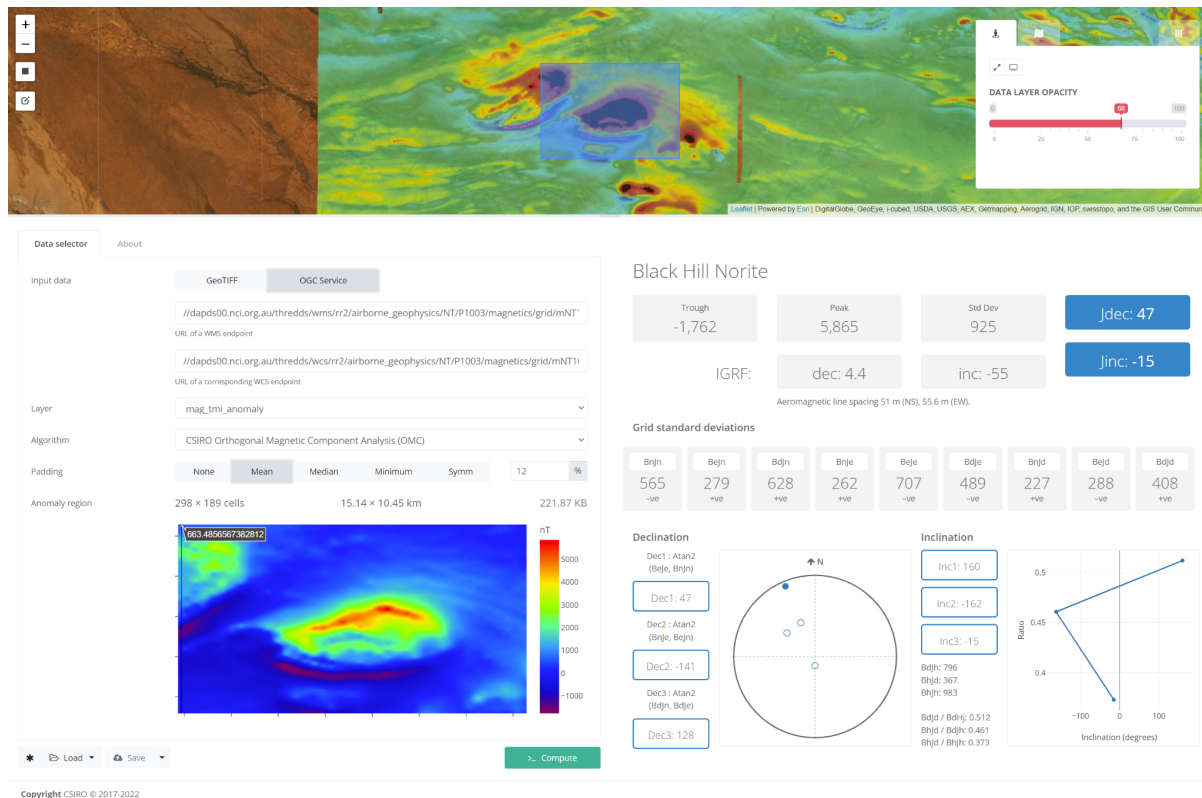 +
−
DATA LAYER OPACITY
0 68 100
0 25 50 75 100
Leaflet | Powered by Esri | DigitalGlobe, GeoEye, i-cubed, USDA, USGS, AEX, Getmapping, Aerogrid, IGN, IGP, swisstopo, and the GIS User Commun
Data selector About
Input data GeoTIFF OGC Service
//dapds00.nci.org.au/thredds/wms/rr2/airborne_geophysics/NT/P1003/magnetics/grid/mNT
URL of a WMS endpoint
//dapds00.nci.org.au/thredds/wcs/rr2/airborne_geophysics/NT/P1003/magnetics/grid/mNT1
URL of a corresponding WCS endpoint
Layer mag_tmi_anomaly
Algorithm CSIRO Orthogonal Magnetic Component Analysis (OMC)
Padding None Mean Median Minimum Symm 12 %
Anomaly region 298 × 189 cells 15.14 × 10.45 km 221.87 KB
663.4856567382812
nT
5000
4000
3000
2000
1000
0
−1000
Load Save >_ Compute
Copyright CSIRO © 2017-2022
Black Hill Norite
Trough Peak Std Dev
-1,762 5,865 925
Jdec: 47
IGRF: dec: 4.4 inc: -55
Jinc: -15
Aeromagnetic line spacing 51 m (NS), 55.6 m (EW).
Grid standard deviations
BnJn BeJn BdJn BnJe BeJe BdJe BnJd BeJd BdJd
565 279 628 262 707 489 227 288 408
−ve +ve +ve +ve −ve −ve +ve −ve +ve
Declination
Dec1 : Atan2
(BeJe, BnJn)
Dec1: 47
Dec2 : Atan2
(BnJe, BeJn)
Dec2: -141
Dec3 : Atan2
(BdJn, BdJe)
Dec3: 128
N
Inclination
Inc1: 160
Inc2: -162
Inc3: -15
BdJh: 796
BhJd: 367
BhJh: 983
BdJd / BdHj: 0.512
BhJd / BdJh: 0.461
BhJd / BhJh: 0.373
Ratio
0.5
0.45
0.4
−100 0 100
Inclination (degrees)